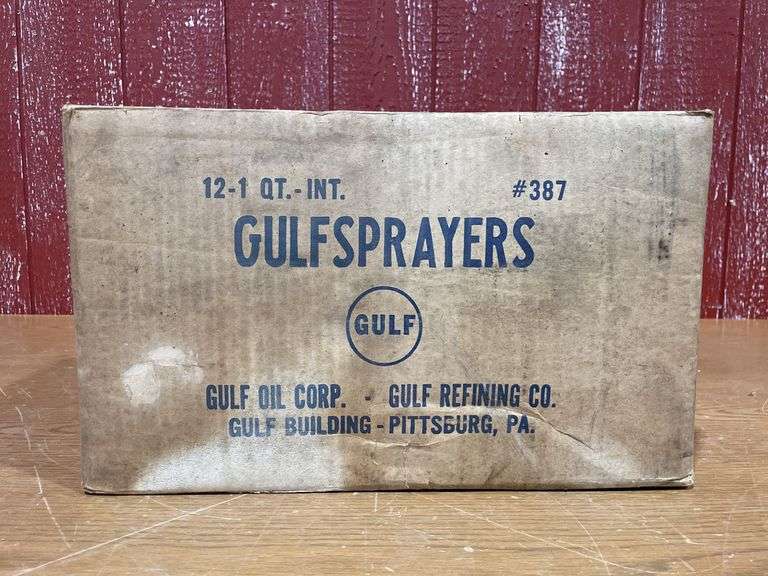 12-1 QT.-INT. #387
GULFSPRAYERS
GULF
GULF OIL CORP. - GULF REFINING CO.
GULF BUILDING - PITTSBURG, PA.